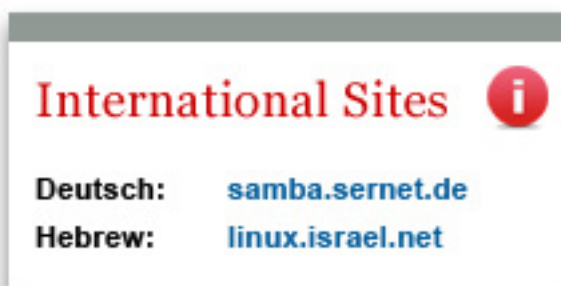 International Sites i
Deutsch: samba.sernet.de
Hebrew: linux.israel.net